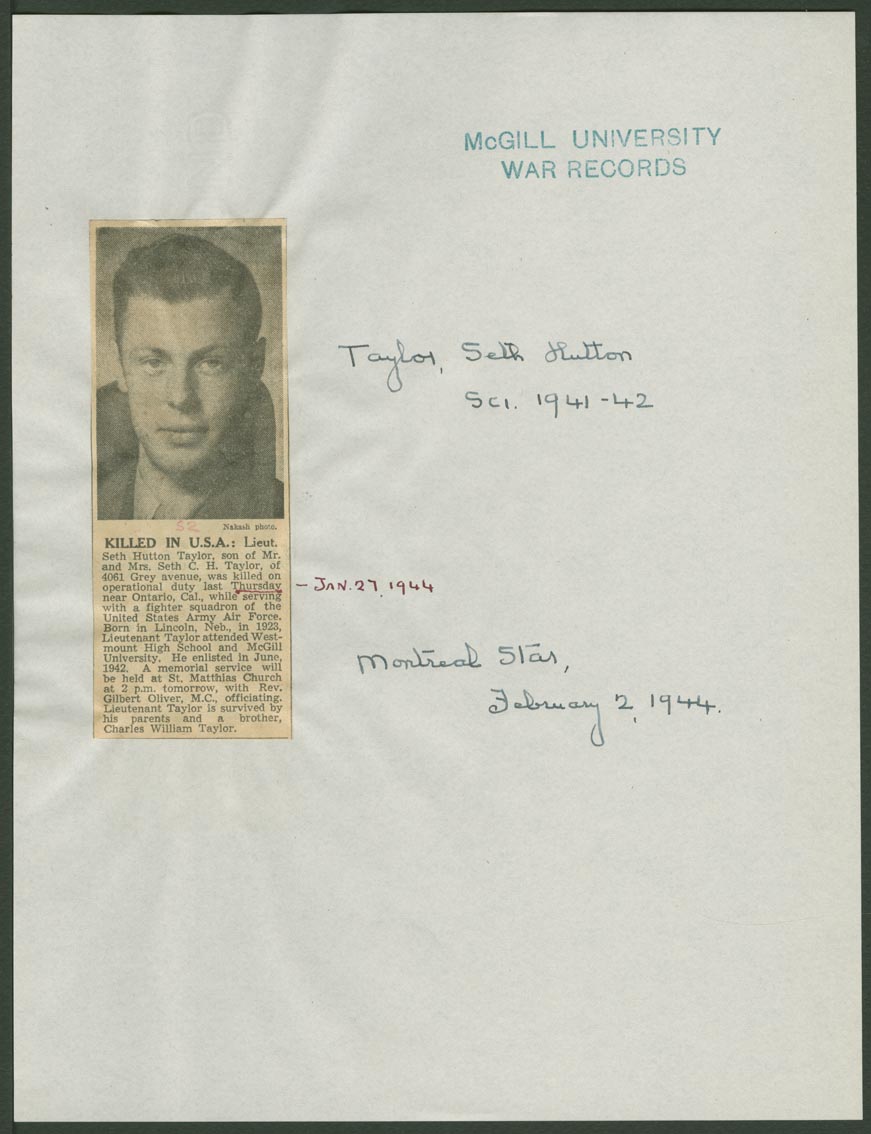 McGILL UNIVERSITY
WAR RECORDS
Taylor, Seth Hutton
Sci. 1941-42
52
Nakash photo.
KILLED IN U.S.A.: Lieut.
Seth Hutton Taylor, son of Mr.
and Mrs. Seth C. H. Taylor, of
4061 Grey avenue, was killed on
operational duty last Thursday
near Ontario, Cal., while serving
with a fighter squadron of the
United States Army Air Force.
Born in Lincoln, Neb., in 1923,
Lieutenant Taylor attended West-
mount High School and McGill
University. He enlisted in June,
1942. A memorial service will
be held at St. Matthias Church
at 2 p.m. tomorrow, with Rev.
Gilbert Oliver, M.C., officiating.
Lieutenant Taylor is survived by
his parents and a brother,
Charles William Taylor.
- JAN. 27, 1944
Montreal Star,
February 2, 1944.